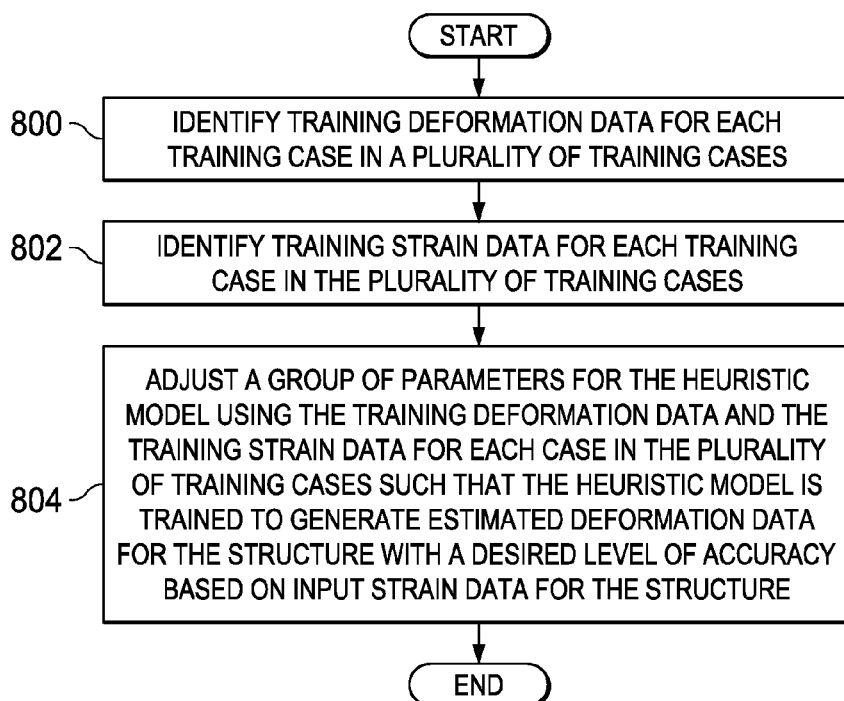 START
800
IDENTIFY TRAINING DEFORMATION DATA FOR EACH
TRAINING CASE IN A PLURALITY OF TRAINING CASES
802
IDENTIFY TRAINING STRAIN DATA FOR EACH TRAINING
CASE IN THE PLURALITY OF TRAINING CASES
804
ADJUST A GROUP OF PARAMETERS FOR THE HEURISTIC
MODEL USING THE TRAINING DEFORMATION DATA AND THE
TRAINING STRAIN DATA FOR EACH CASE IN THE PLURALITY
OF TRAINING CASES SUCH THAT THE HEURISTIC MODEL IS
TRAINED TO GENERATE ESTIMATED DEFORMATION DATA
FOR THE STRUCTURE WITH A DESIRED LEVEL OF ACCURACY
BASED ON INPUT STRAIN DATA FOR THE STRUCTURE
END